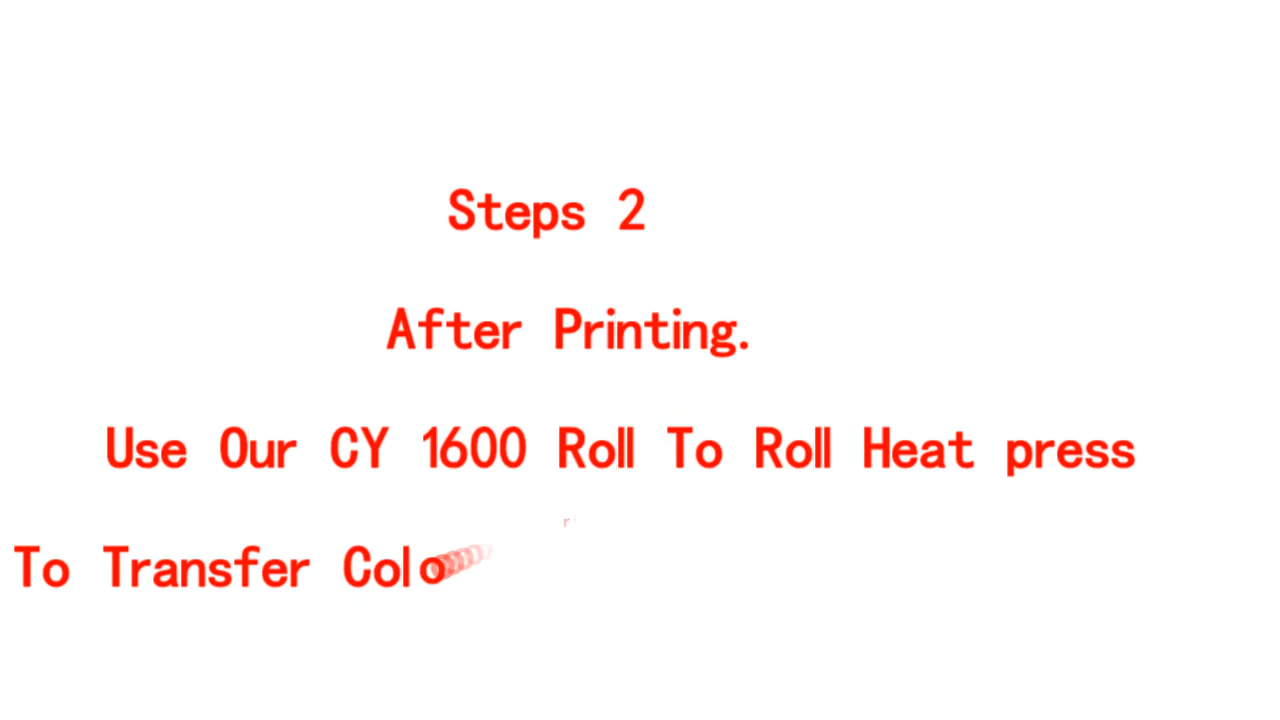 Steps 2
After Printing.
Use Our CY 1600 Roll To Roll Heat press
To Transfer Colo